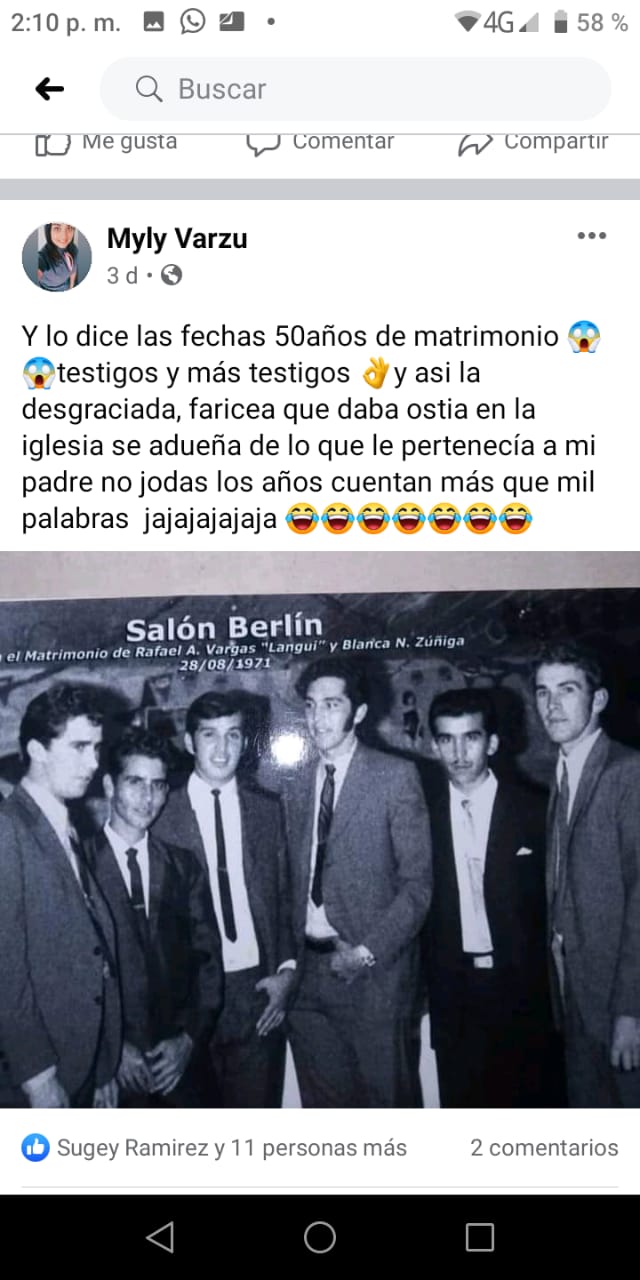 2:10 p. m.
4G 58 %
Buscar
Me gusta Comentar Compartir
Myly Varzu
3 d •
Y lo dice las fechas 50años de matrimonio 😱
😱testigos y más testigos 👌y asi la
desgraciada, faricea que daba ostia en la
iglesia se adueña de lo que le pertenecía a mi
padre no jodas los años cuentan más que mil
palabras jajajajajaja 😂😂😂😂😂😂😂
Salón Berlín
el Matrimonio de Rafael A. Vargas "Langui" y Blanca N. Zúñiga
28/08/1971
Sugey Ramirez y 11 personas más 2 comentarios